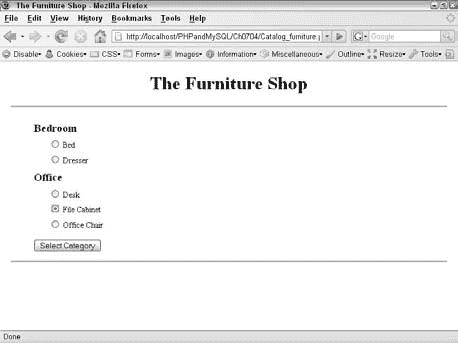 The Furniture Shop - Mozilla Firefox
File Edit View History Bookmarks Tools Help
http://localhost/PHPandMySQL/Ch0704/Catalog_furniture.p Google
Disable Cookies CSS Forms Images Information Miscellaneous Outline Resize Tools
The Furniture Shop
Bedroom
Bed
Dresser
Office
Desk
File Cabinet
Office Chair
Select Category
Done